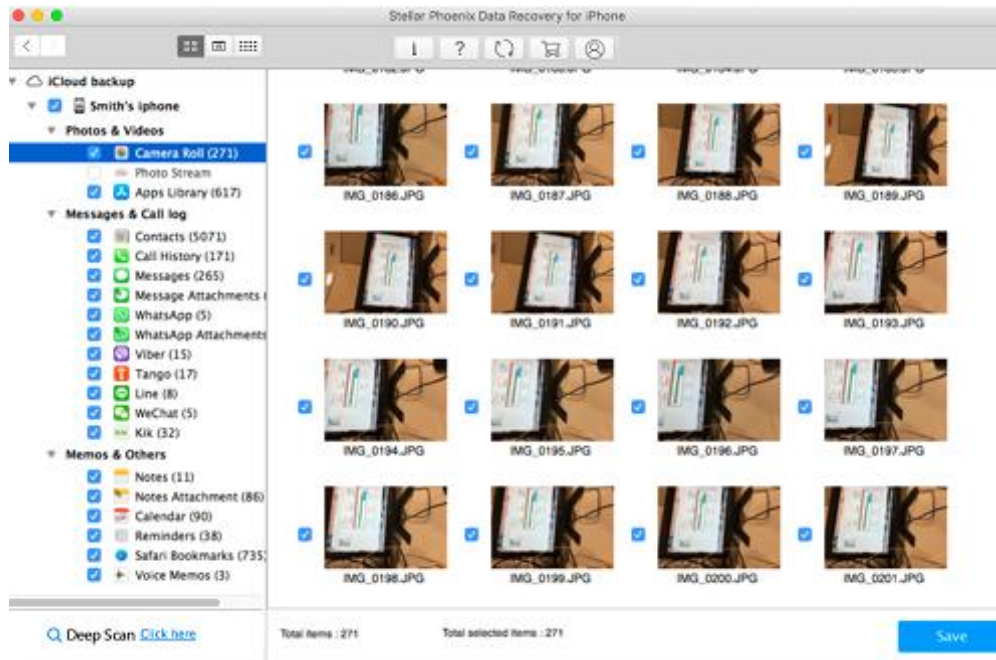 Stellar Phoenix Data Recovery for iPhone
iCloud backup
Smith's iphone
Photos & Videos
Camera Roll (271)
Photo Stream
Apps Library (617)
Messages & Call log
Contacts (5071)
Call History (171)
Messages (265)
Message Attachments (
WhatsApp (5)
WhatsApp Attachments
Viber (15)
Tango (17)
Line (8)
WeChat (5)
Kik (32)
Memos & Others
Notes (11)
Notes Attachment (86)
Calendar (90)
Reminders (38)
Safari Bookmarks (735)
Voice Memos (3)
Deep Scan Click here
IMG_0186.JPG IMG_0187.JPG IMG_0188.JPG IMG_0189.JPG
IMG_0190.JPG IMG_0191.JPG IMG_0192.JPG IMG_0193.JPG
IMG_0194.JPG IMG_0195.JPG IMG_0196.JPG IMG_0197.JPG
IMG_0198.JPG IMG_0199.JPG IMG_0200.JPG IMG_0201.JPG
Total items : 271 Total selected items : 271
Save